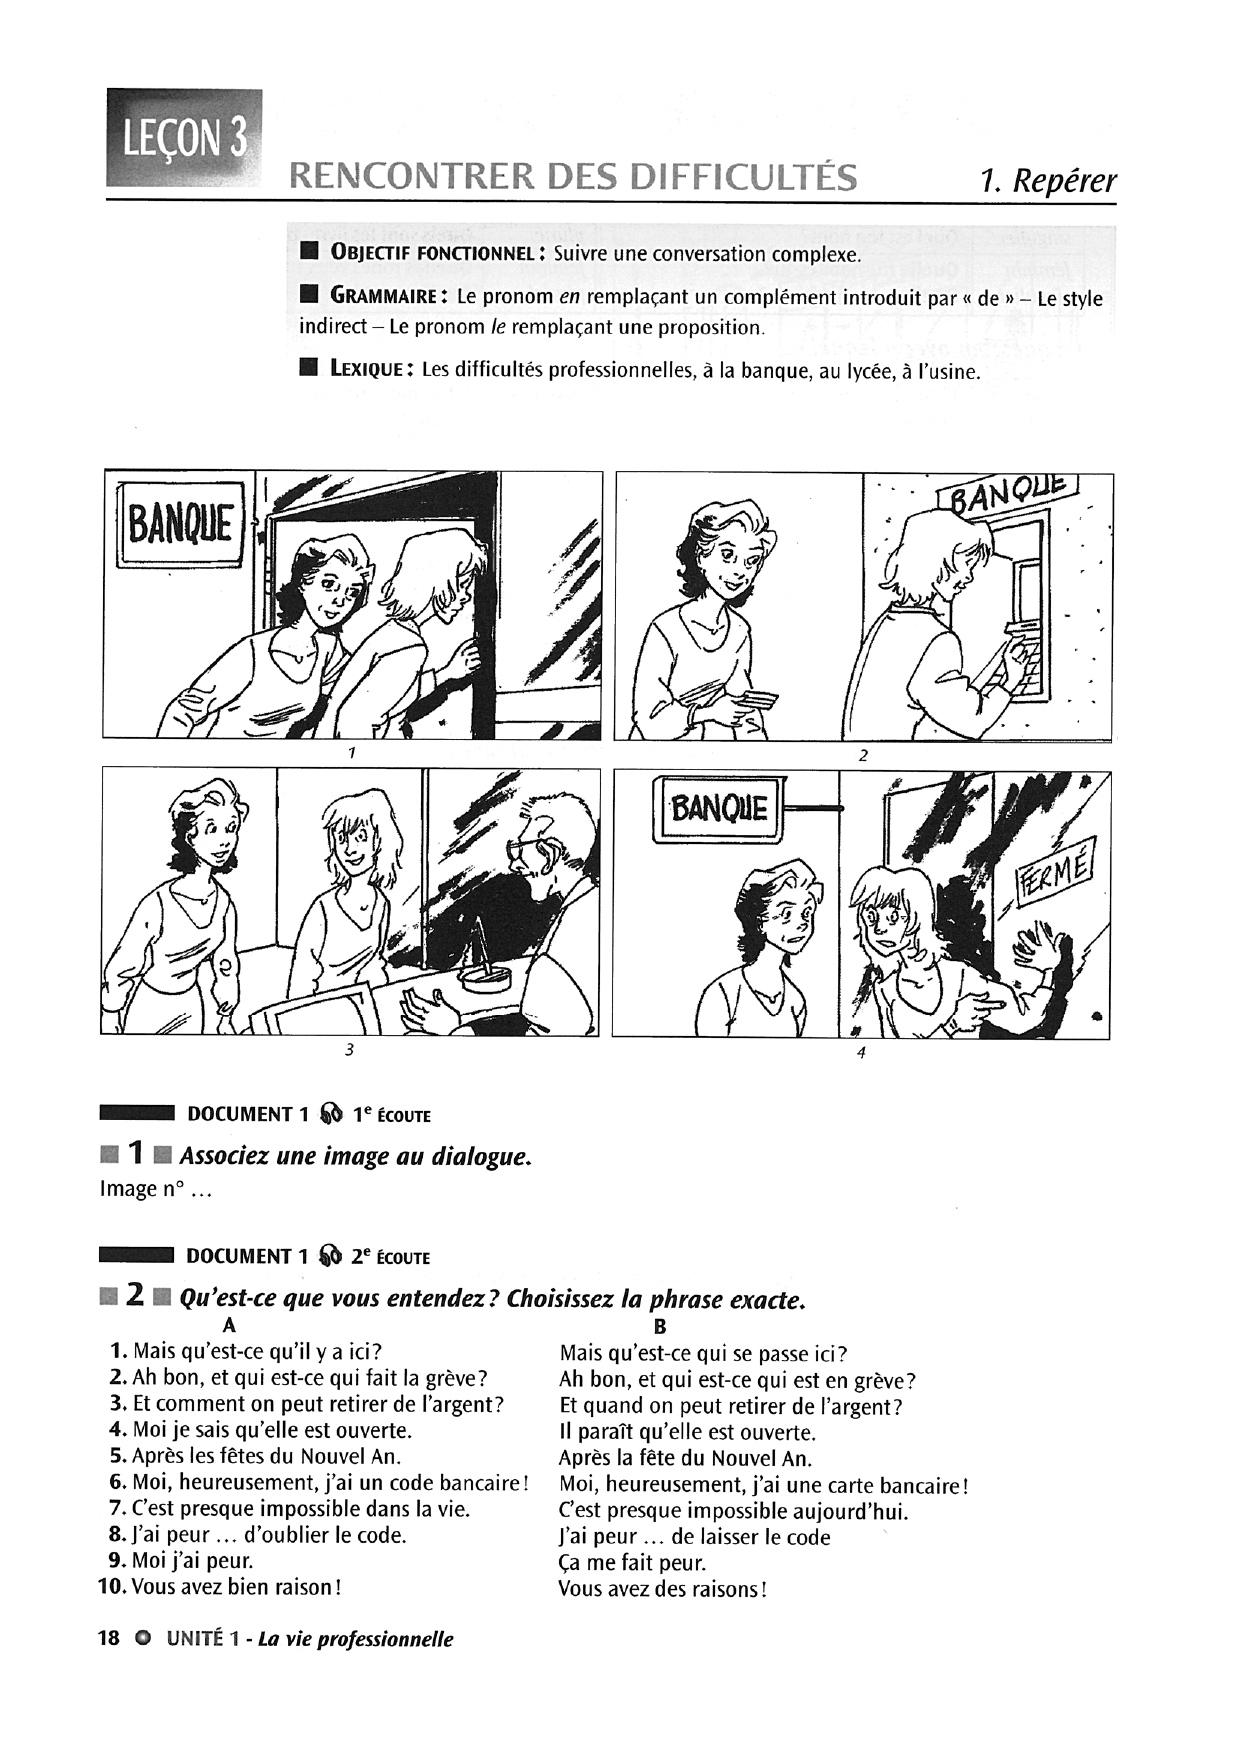 LEÇON 3
RENCONTRER DES DIFFICULTÉS
1. Repérer
■ OBJECTIF FONCTIONNEL : Suivre une conversation complexe.
■ GRAMMAIRE : Le pronom en remplaçant un complément introduit par « de » – Le style
indirect – Le pronom le remplaçant une proposition.
■ LEXIQUE : Les difficultés professionnelles, à la banque, au lycée, à l'usine.
BANQUE
BANQUE
1
2
BANQUE
FERMÉ
3
4
DOCUMENT 1 1e ÉCOUTE
■ 1 ■ Associez une image au dialogue.
Image n° …
DOCUMENT 1 2e ÉCOUTE
■ 2 ■ Qu'est-ce que vous entendez ? Choisissez la phrase exacte.
A
B
1. Mais qu'est-ce qu'il y a ici ? Mais qu'est-ce qui se passe ici ?
2. Ah bon, et qui est-ce qui fait la grève ? Ah bon, et qui est-ce qui est en grève ?
3. Et comment on peut retirer de l'argent ? Et quand on peut retirer de l'argent ?
4. Moi je sais qu'elle est ouverte. Il paraît qu'elle est ouverte.
5. Après les fêtes du Nouvel An. Après la fête du Nouvel An.
6. Moi, heureusement, j'ai un code bancaire ! Moi, heureusement, j'ai une carte bancaire !
7. C'est presque impossible dans la vie. C'est presque impossible aujourd'hui.
8. J'ai peur … d'oublier le code. J'ai peur … de laisser le code
9. Moi j'ai peur. Ça me fait peur.
10. Vous avez bien raison ! Vous avez des raisons !
18 UNITÉ 1 - La vie professionnelle